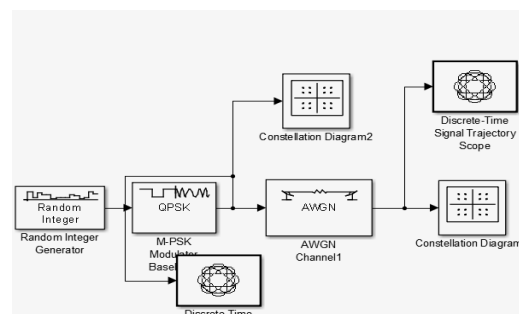 Constellation Diagram2
Discrete-Time
Signal Trajectory
Scope
Random
Integer
Random Integer
Generator
QPSK
M-PSK
Modulator
AWGN
AWGN
Channel1
Constellation Diagram
Discrete-Time